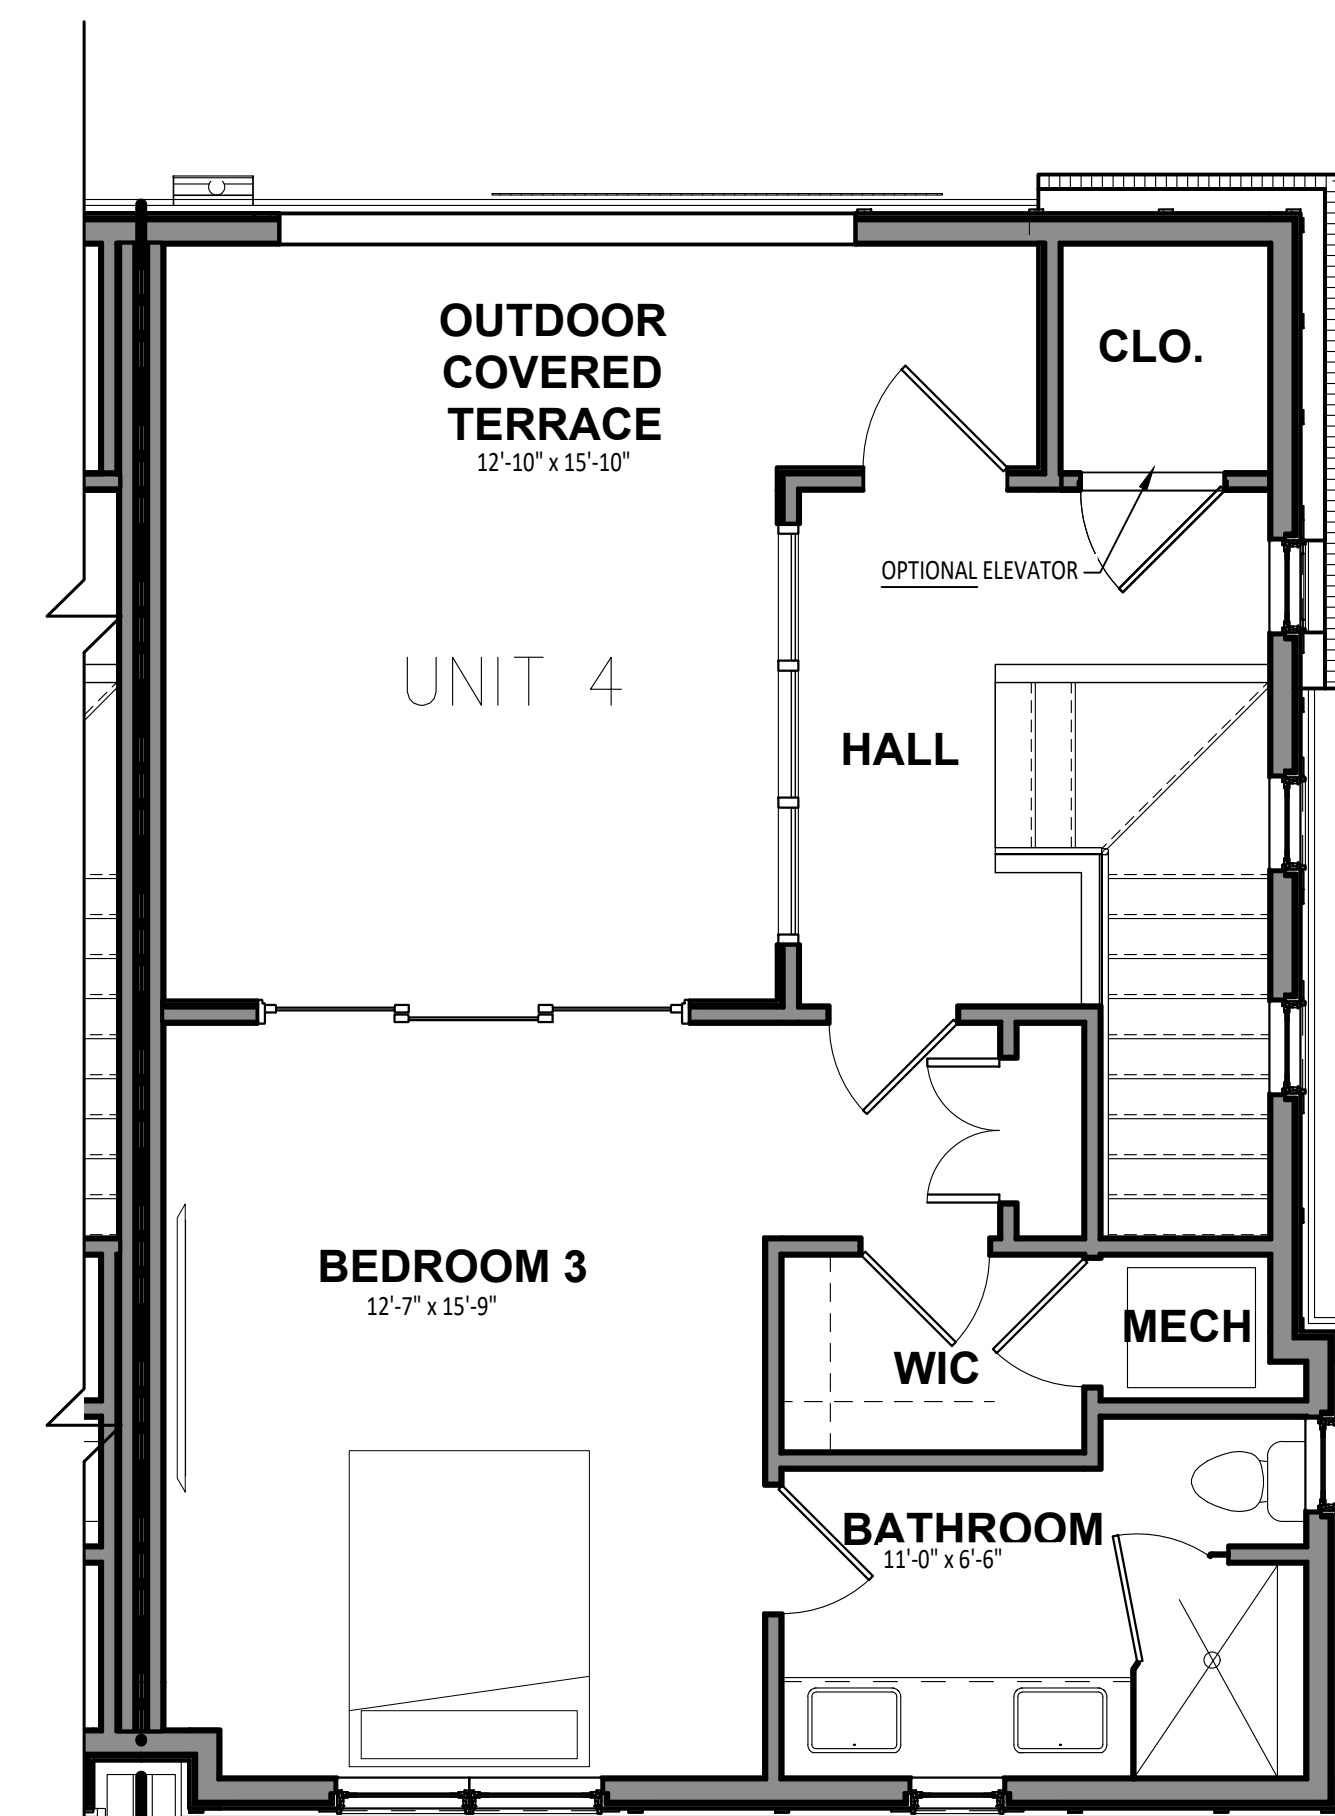 OUTDOOR
COVERED
TERRACE
12'-10" x 15'-10"
CLO.
OPTIONAL ELEVATOR
UNIT 4
HALL
BEDROOM 3
12'-7" x 15'-9"
MECH
WIC
BATHROOM
11'-0" x 6'-6"